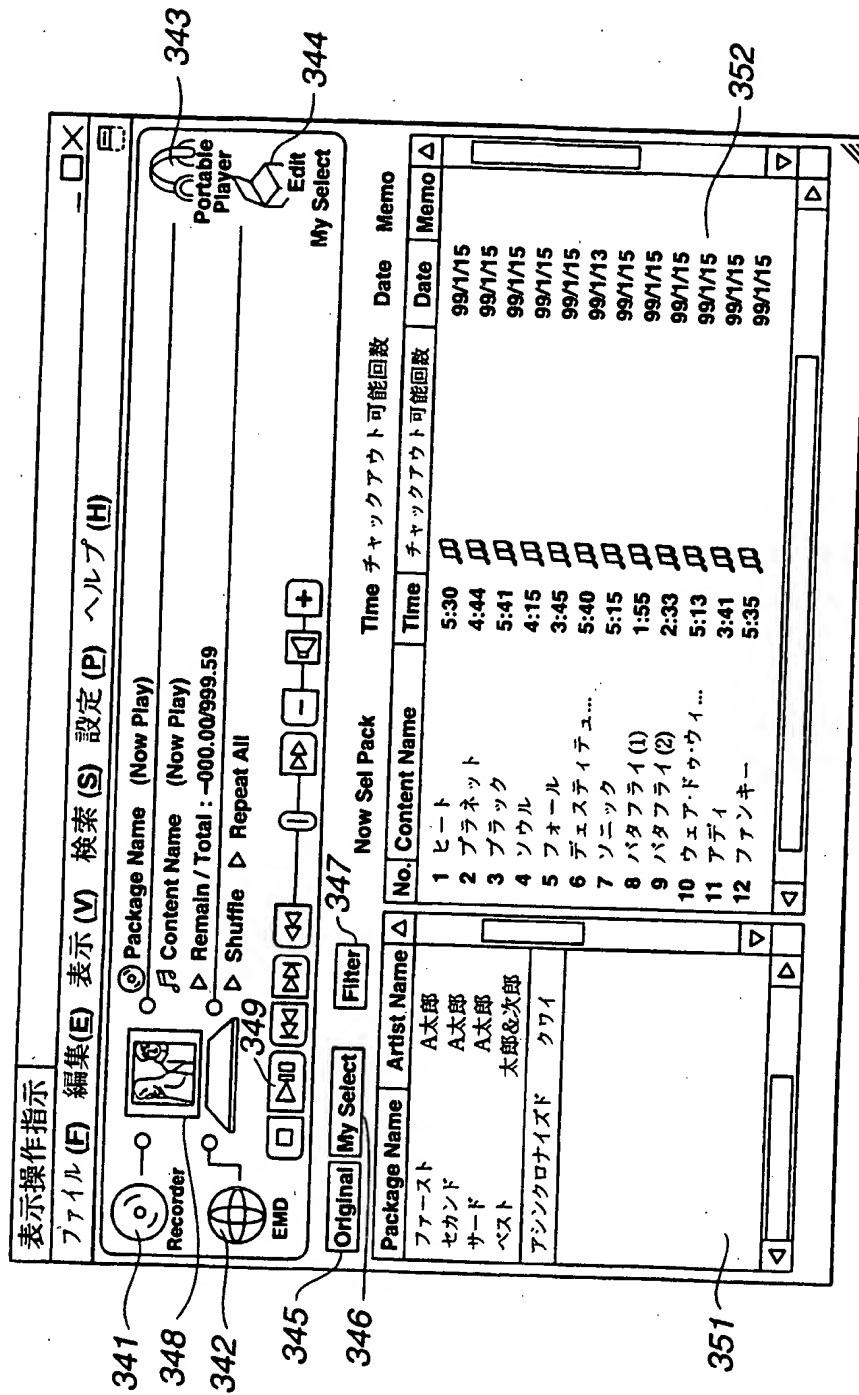 表示操作指示
ファイル(F) 編集(E) 表示(V) 検索(S) 設定(P) ヘルプ(H)
341
348
342
Recorder
EMD
Package Name (Now Play)
Content Name (Now Play)
Remain / Total : –000.00/999.59
Shuffle ▷ Repeat All
349
Portable
Player
343
344
Edit
My Select
345
346
Original
My Select
Filter
347
Now Sel Pack Time チャックアウト可能回数 Date Memo
Package Name Artist Name
ファースト A太郎
セカンド A太郎
サード A太郎
ベスト 太郎&次郎
アシンクロナイズド クワイ
351
No. Content Name Time チャックアウト可能回数 Date Memo
1 ヒート 5:30 99/1/15
2 プラネット 4:44 99/1/15
3 ブラック 5:41 99/1/15
4 ソウル 4:15 99/1/15
5 フォール 3:45 99/1/15
6 デェスティテュ... 5:40 99/1/13
7 ソニック 5:15 99/1/15
8 バタフライ(1) 1:55 99/1/15
9 バタフライ(2) 2:33 99/1/15
10 ウェア･ドゥ･ウィ... 5:13 99/1/15
11 アディ 3:41 99/1/15
12 ファンキー 5:35 99/1/15
352